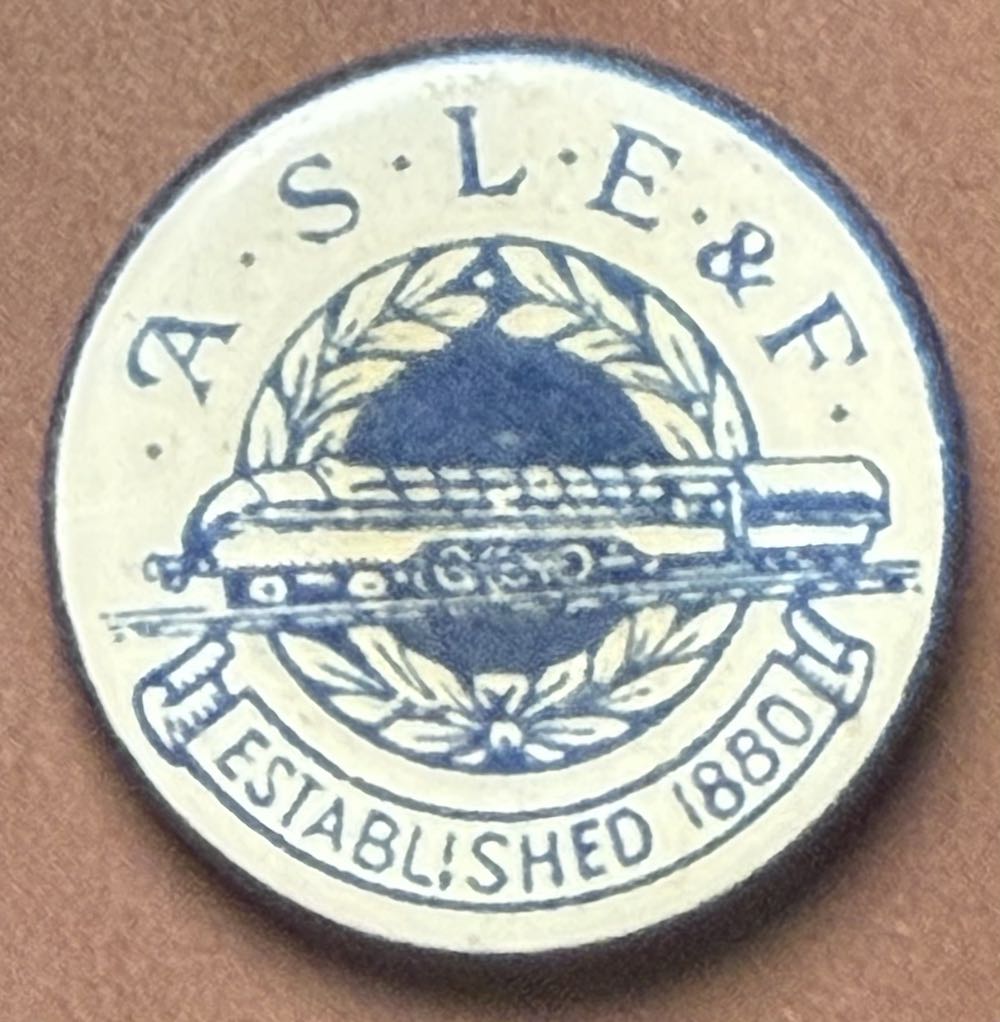 · A · S · L · E · & F ·
ESTABLISHED 1880